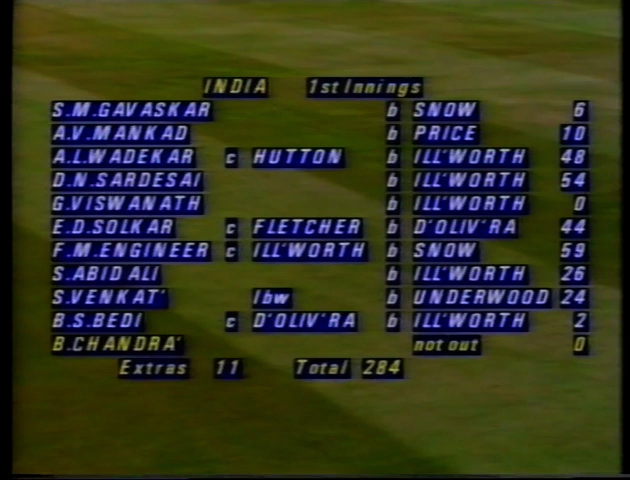 INDIA 1st Innings
S.M.GAVASKAR b SNOW 6
A.V.MANKAD b PRICE 10
A.L.WADEKAR c HUTTON b ILL'WORTH 48
D.N.SARDESAI b ILL'WORTH 54
G.VISWANATH b ILL'WORTH 0
E.D.SOLKAR c FLETCHER b D'OLIV'RA 44
F.M.ENGINEER c ILL'WORTH b SNOW 59
S.ABID ALI b ILL'WORTH 26
S.VENKAT' lbw b UNDERWOOD 24
B.S.BEDI c D'OLIV'RA b ILL'WORTH 2
B.CHANDRA' not out 0
Extras 11 Total 284